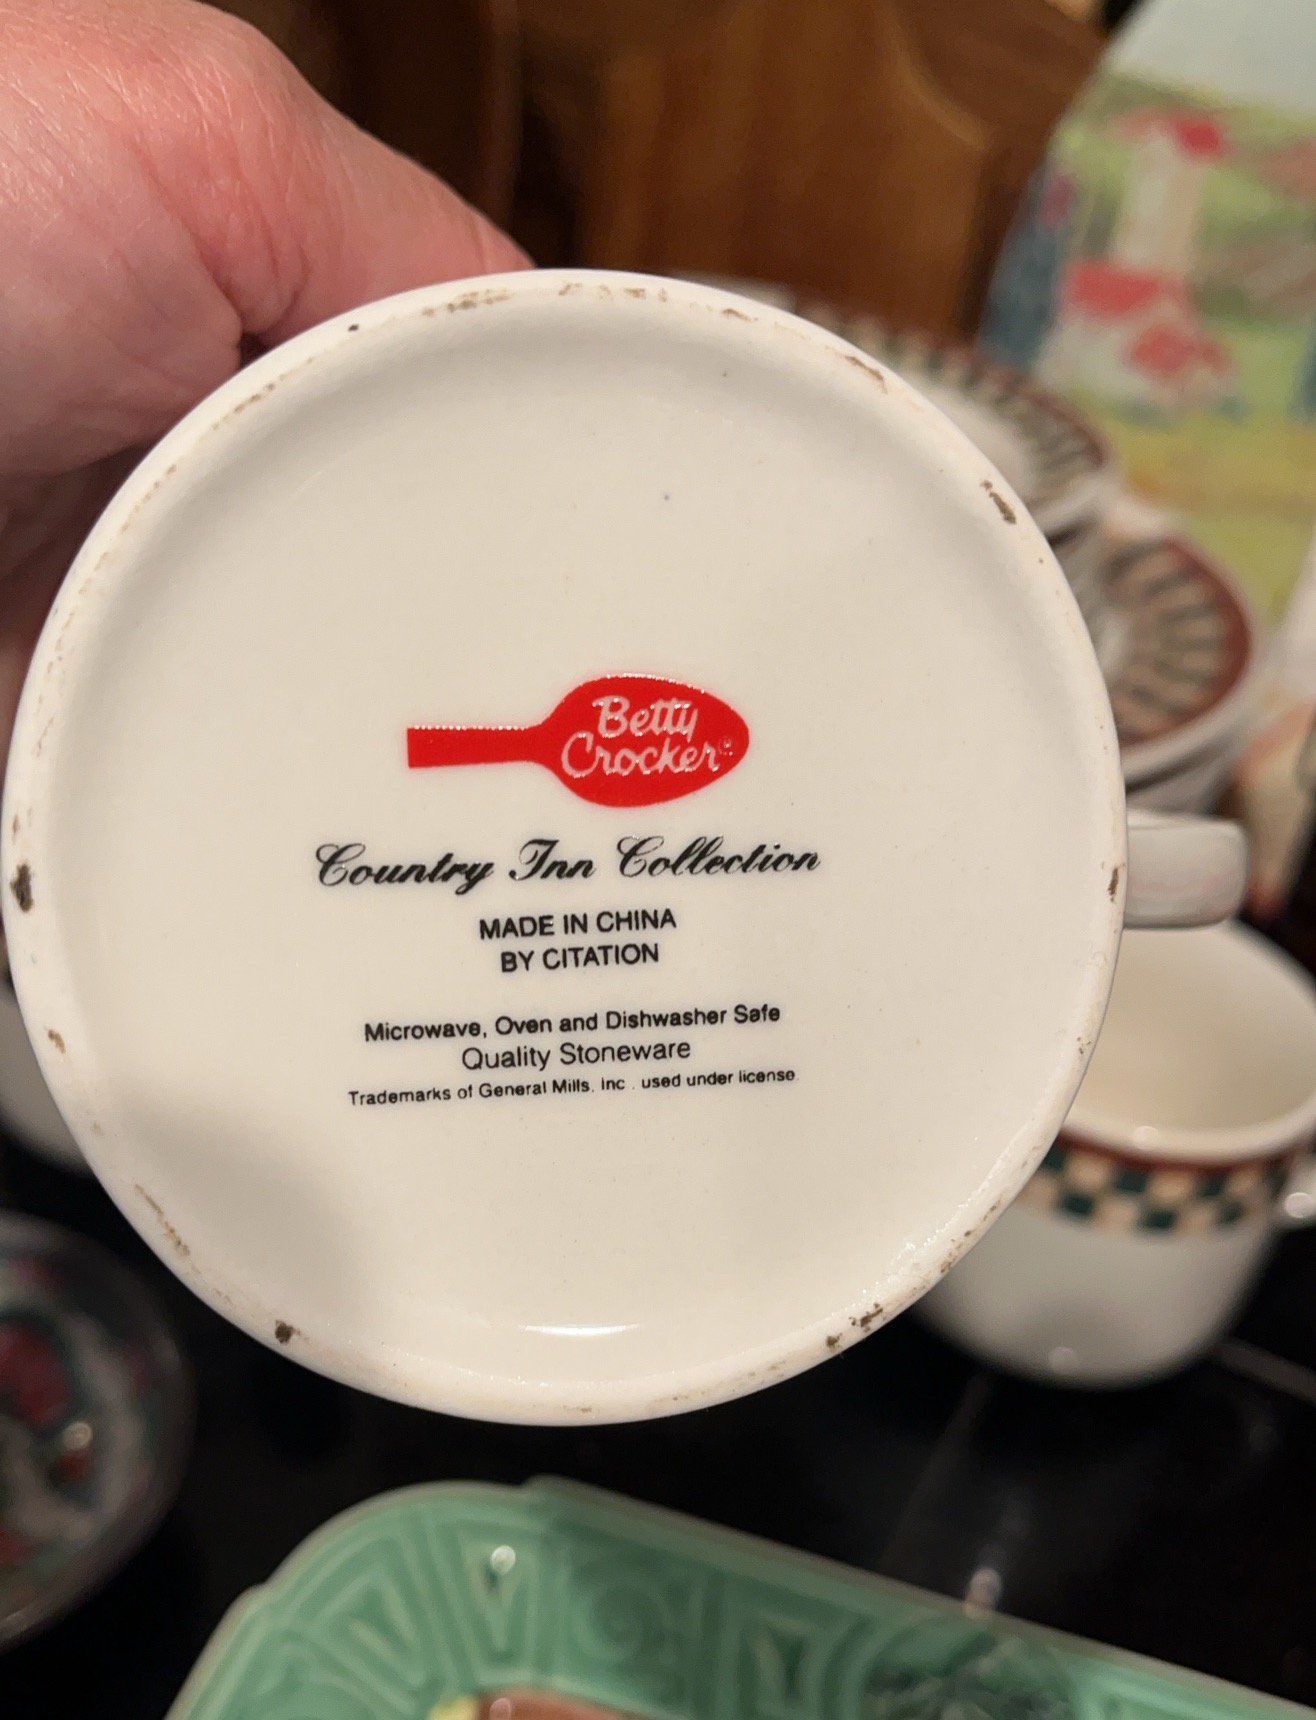 Betty
Crocker®
Country Inn Collection
MADE IN CHINA
BY CITATION
Microwave, Oven and Dishwasher Safe
Quality Stoneware
Trademarks of General Mills, Inc. used under license.